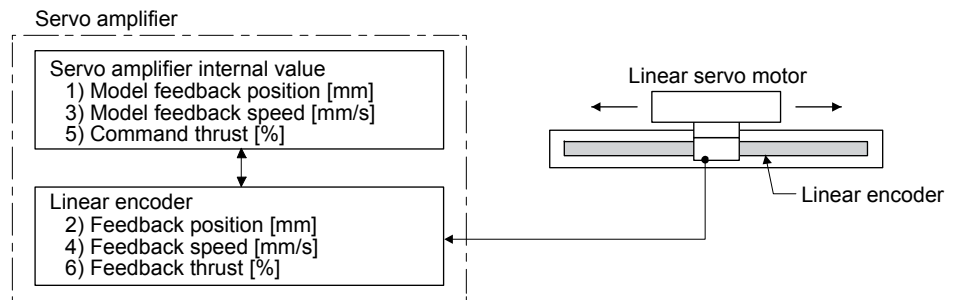 Servo amplifier
Servo amplifier internal value
1) Model feedback position [mm]
3) Model feedback speed [mm/s]
5) Command thrust [%]
Linear encoder
2) Feedback position [mm]
4) Feedback speed [mm/s]
6) Feedback thrust [%]
Linear servo motor
Linear encoder